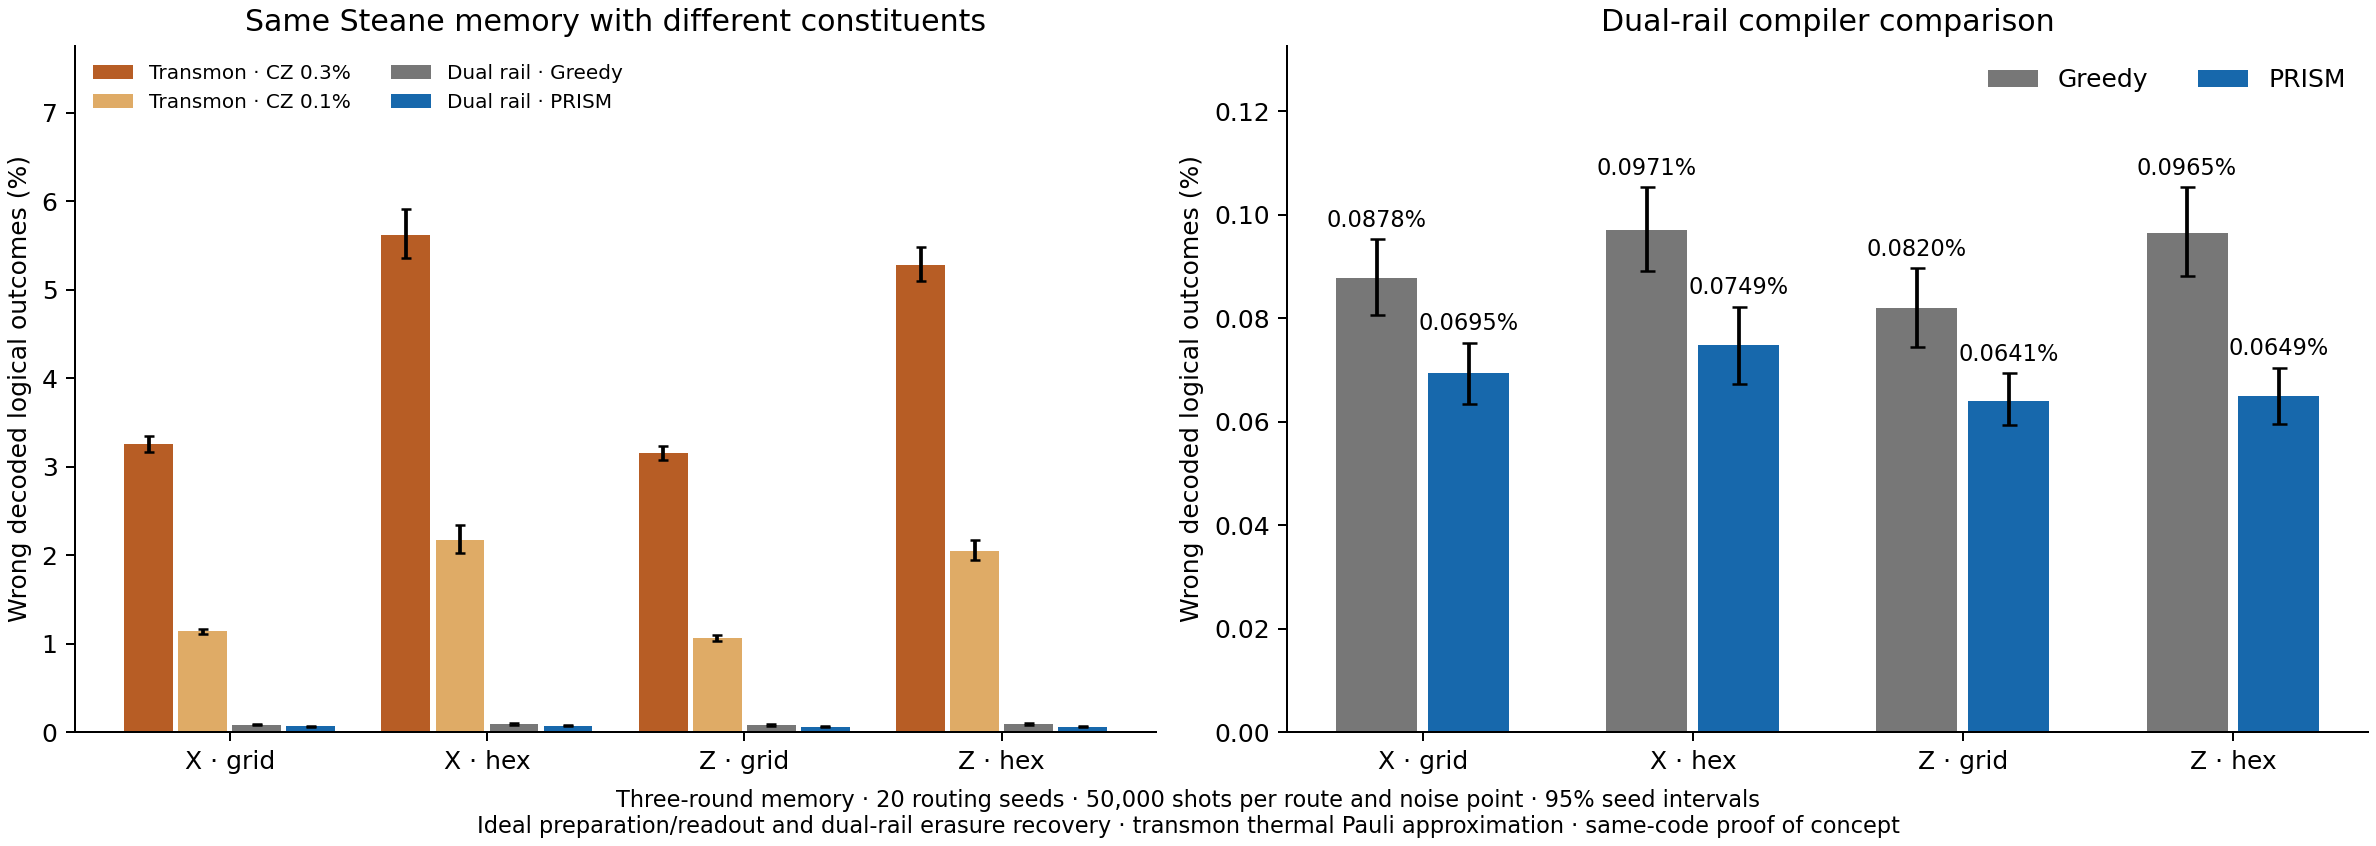 Same Steane memory with different constituents
Transmon · CZ 0.3%
Transmon · CZ 0.1%
Dual rail · Greedy
Dual rail · PRISM
Wrong decoded logical outcomes (%)
7
6
5
4
3
2
1
0
X · grid
X · hex
Z · grid
Z · hex
Dual-rail compiler comparison
Greedy
PRISM
Wrong decoded logical outcomes (%)
0.12
0.10
0.08
0.06
0.04
0.02
0.00
0.0878%
0.0695%
0.0971%
0.0749%
0.0820%
0.0641%
0.0965%
0.0649%
X · grid
X · hex
Z · grid
Z · hex
Three-round memory · 20 routing seeds · 50,000 shots per route and noise point · 95% seed intervals
Ideal preparation/readout and dual-rail erasure recovery · transmon thermal Pauli approximation · same-code proof of concept